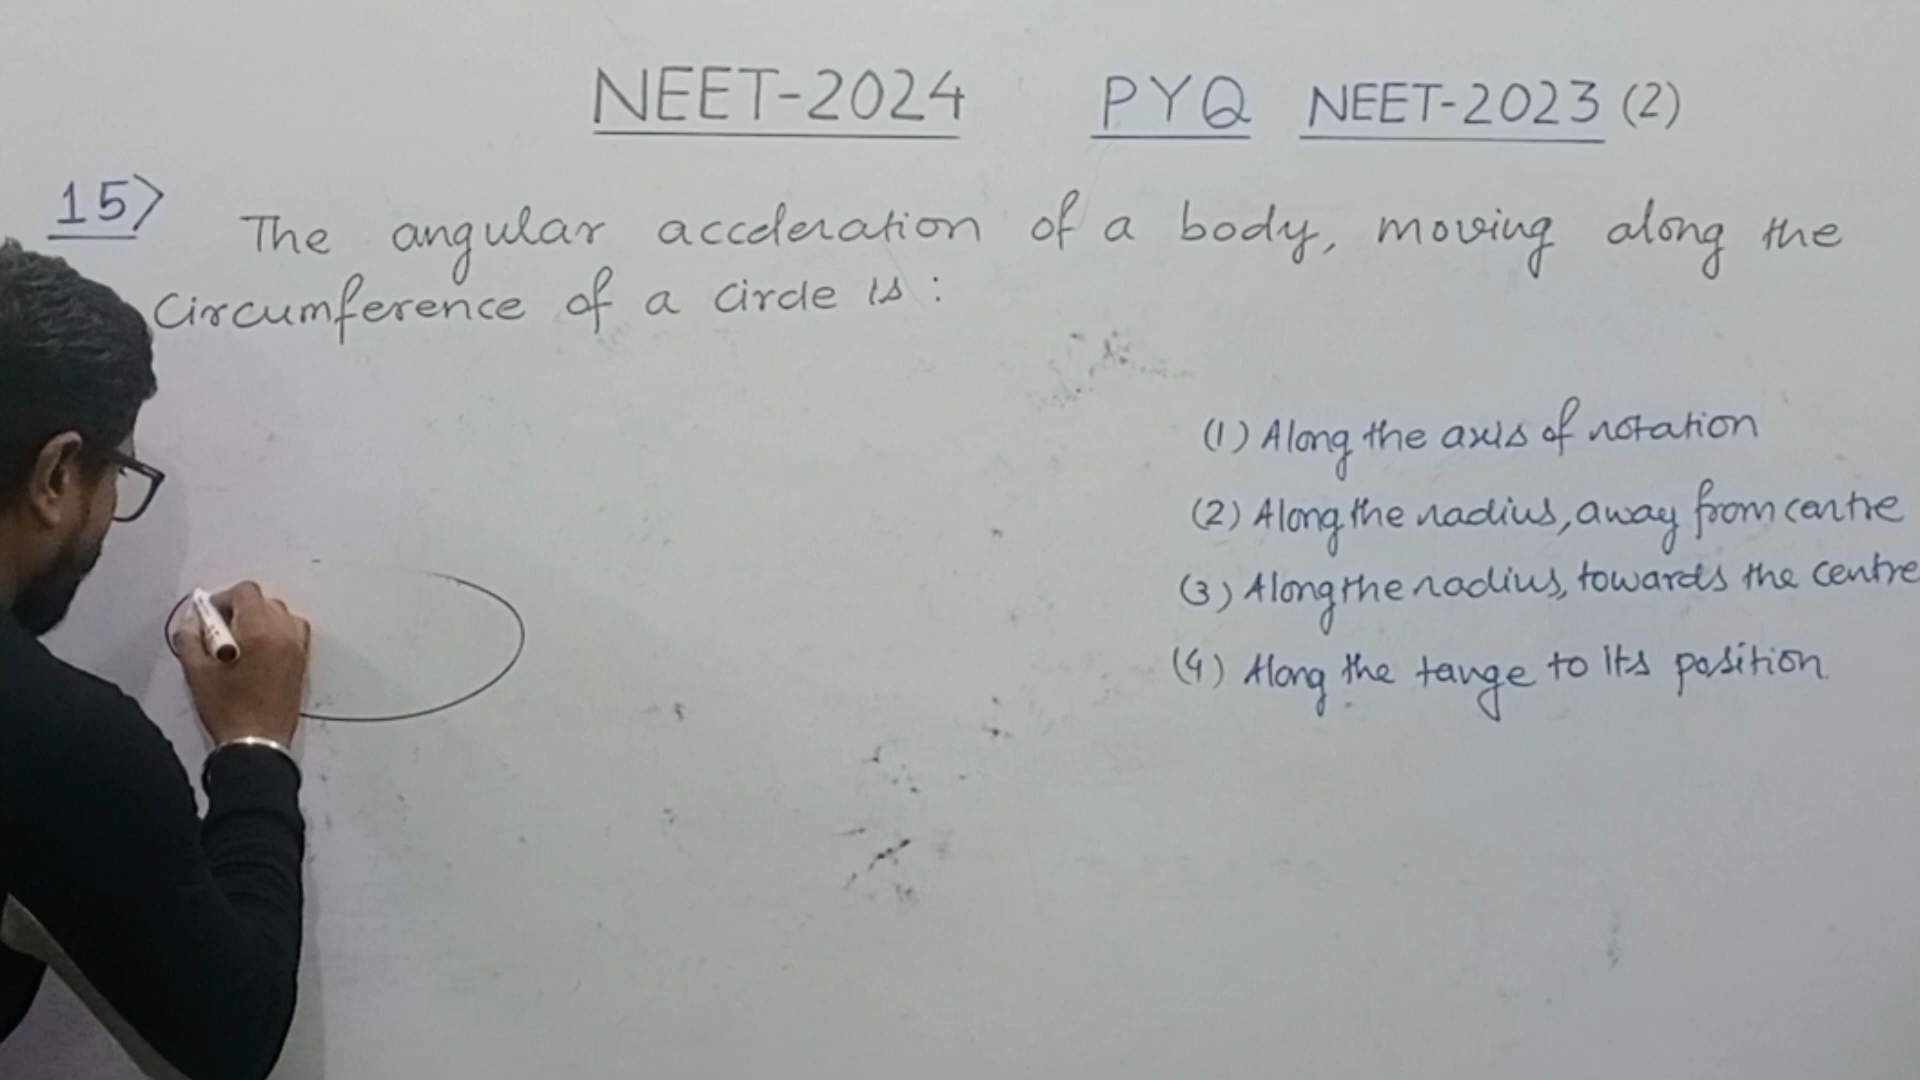 NEET-2024 PYQ NEET-2023 (2)
15> The angular acceleration of a body, moving along the
circumference of a circle is :
(1) Along the axis of rotation
(2) Along the radius, away from centre
(3) Along the radius, towards the centre
(4) Along the tange to its position